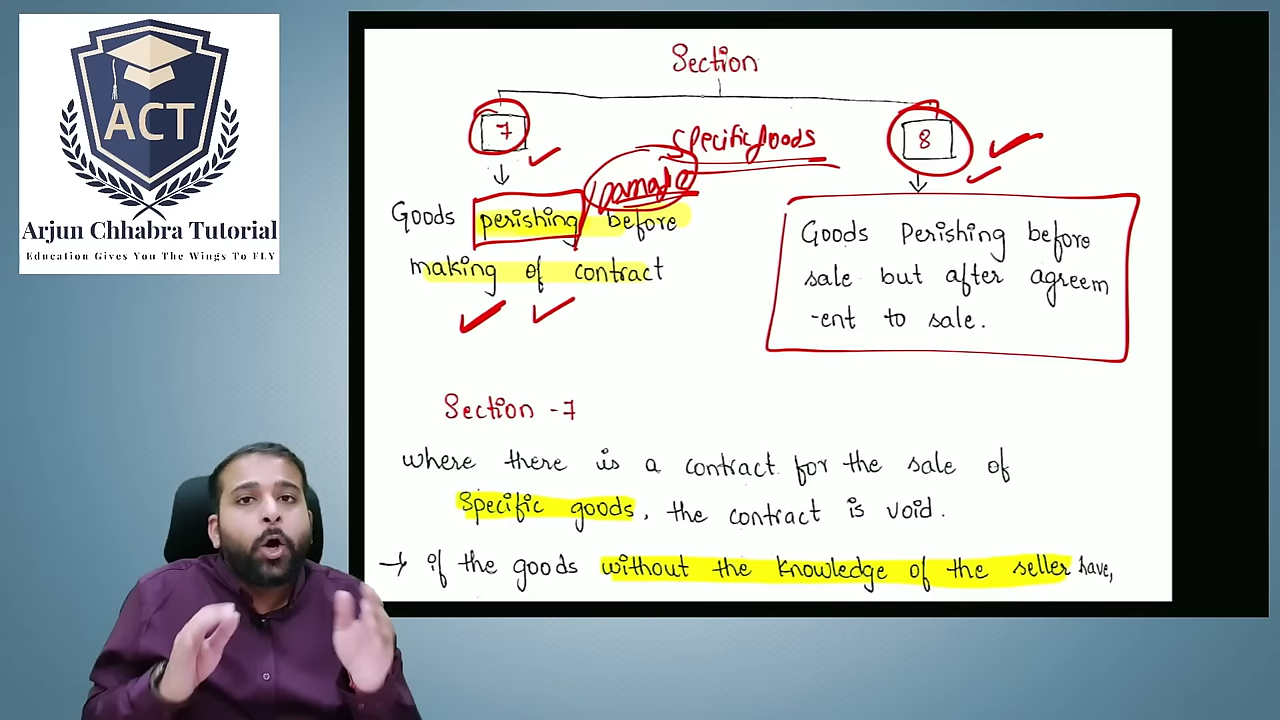 ACT
Arjun Chhabra Tutorial
Education Gives You The Wings To FLY
Section
7
8
Specific goods
Damage
Goods perishing before
making of contract
Goods Perishing before
sale but after agreem
-ent to sale.
Section -7
where there is a contract for the sale of
Specific goods, the contract is void.
→ if the goods without the knowledge of the seller have,